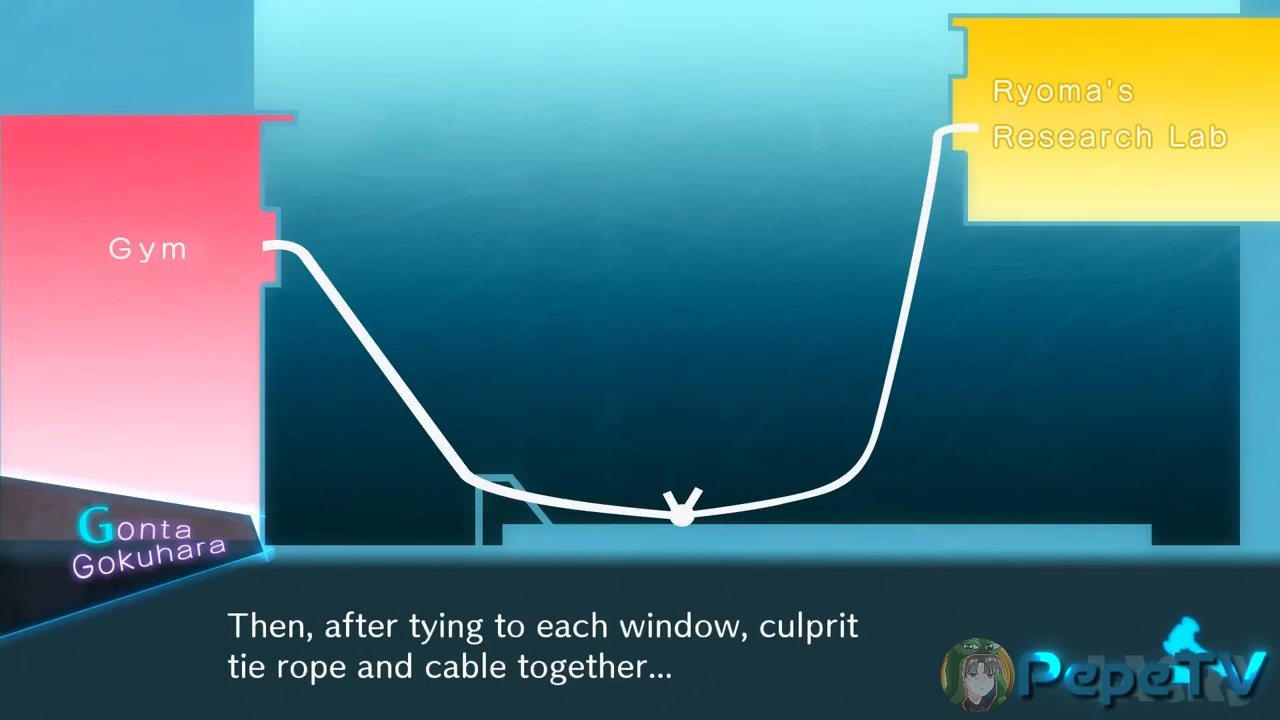 Ryoma's
Research Lab
Gym
Gonta
Gokuhara
Then, after tying to each window, culprit
tie rope and cable together...
PepeTV